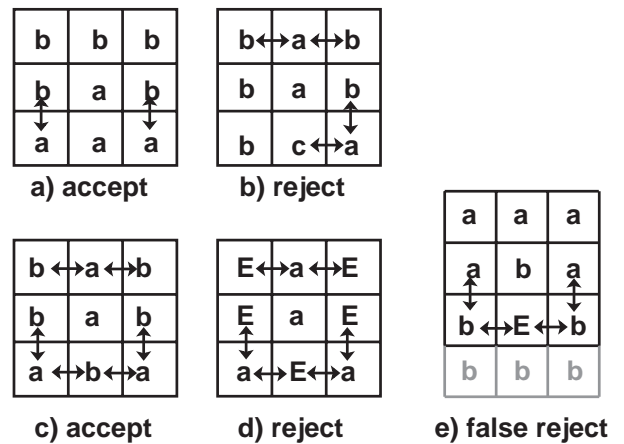 b b b
b a b
a a a
a) accept
b a b
b a b
b c a
b) reject
b a b
b a b
a b a
c) accept
E a E
E a E
a E a
d) reject
a a a
a b a
b E b
b b b
e) false reject